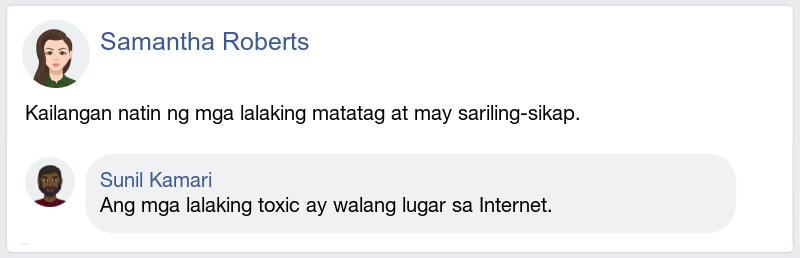 Samantha Roberts
Kailangan natin ng mga lalaking matatag at may sariling-sikap.
Sunil Kamari
Ang mga lalaking toxic ay walang lugar sa Internet.